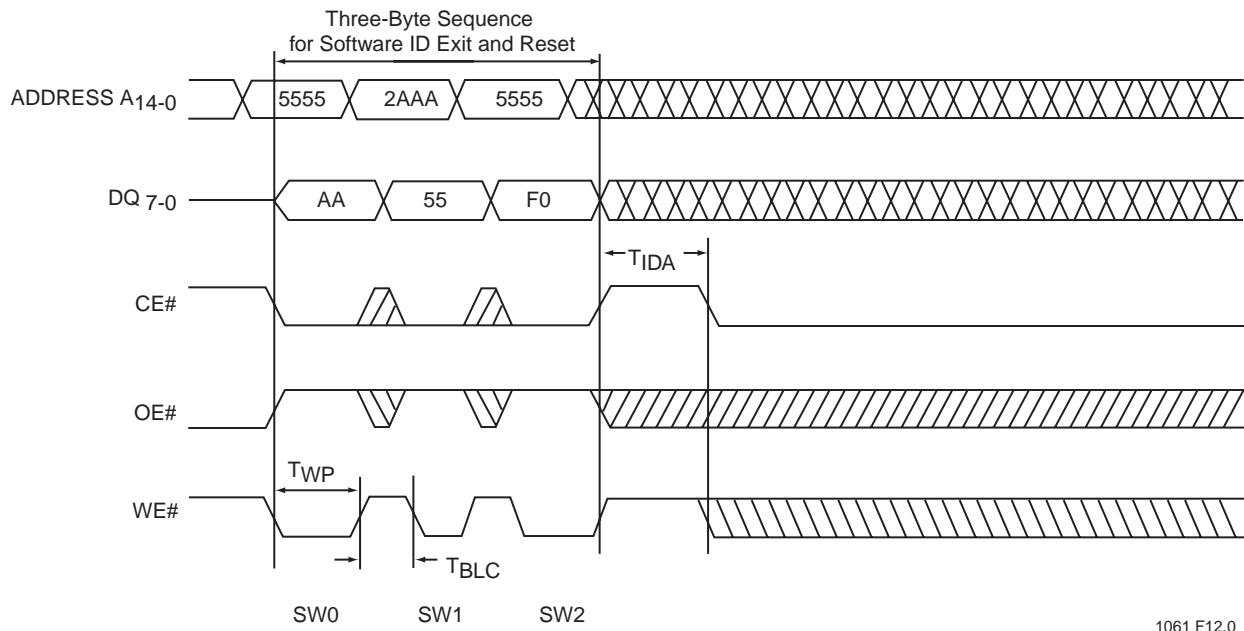 Three-Byte Sequence
for Software ID Exit and Reset
ADDRESS A14-0
5555 2AAA 5555
DQ 7-0
AA 55 F0
TIDA
CE#
OE#
TWP
WE#
TBLC
SW0 SW1 SW2
1061 F12.0